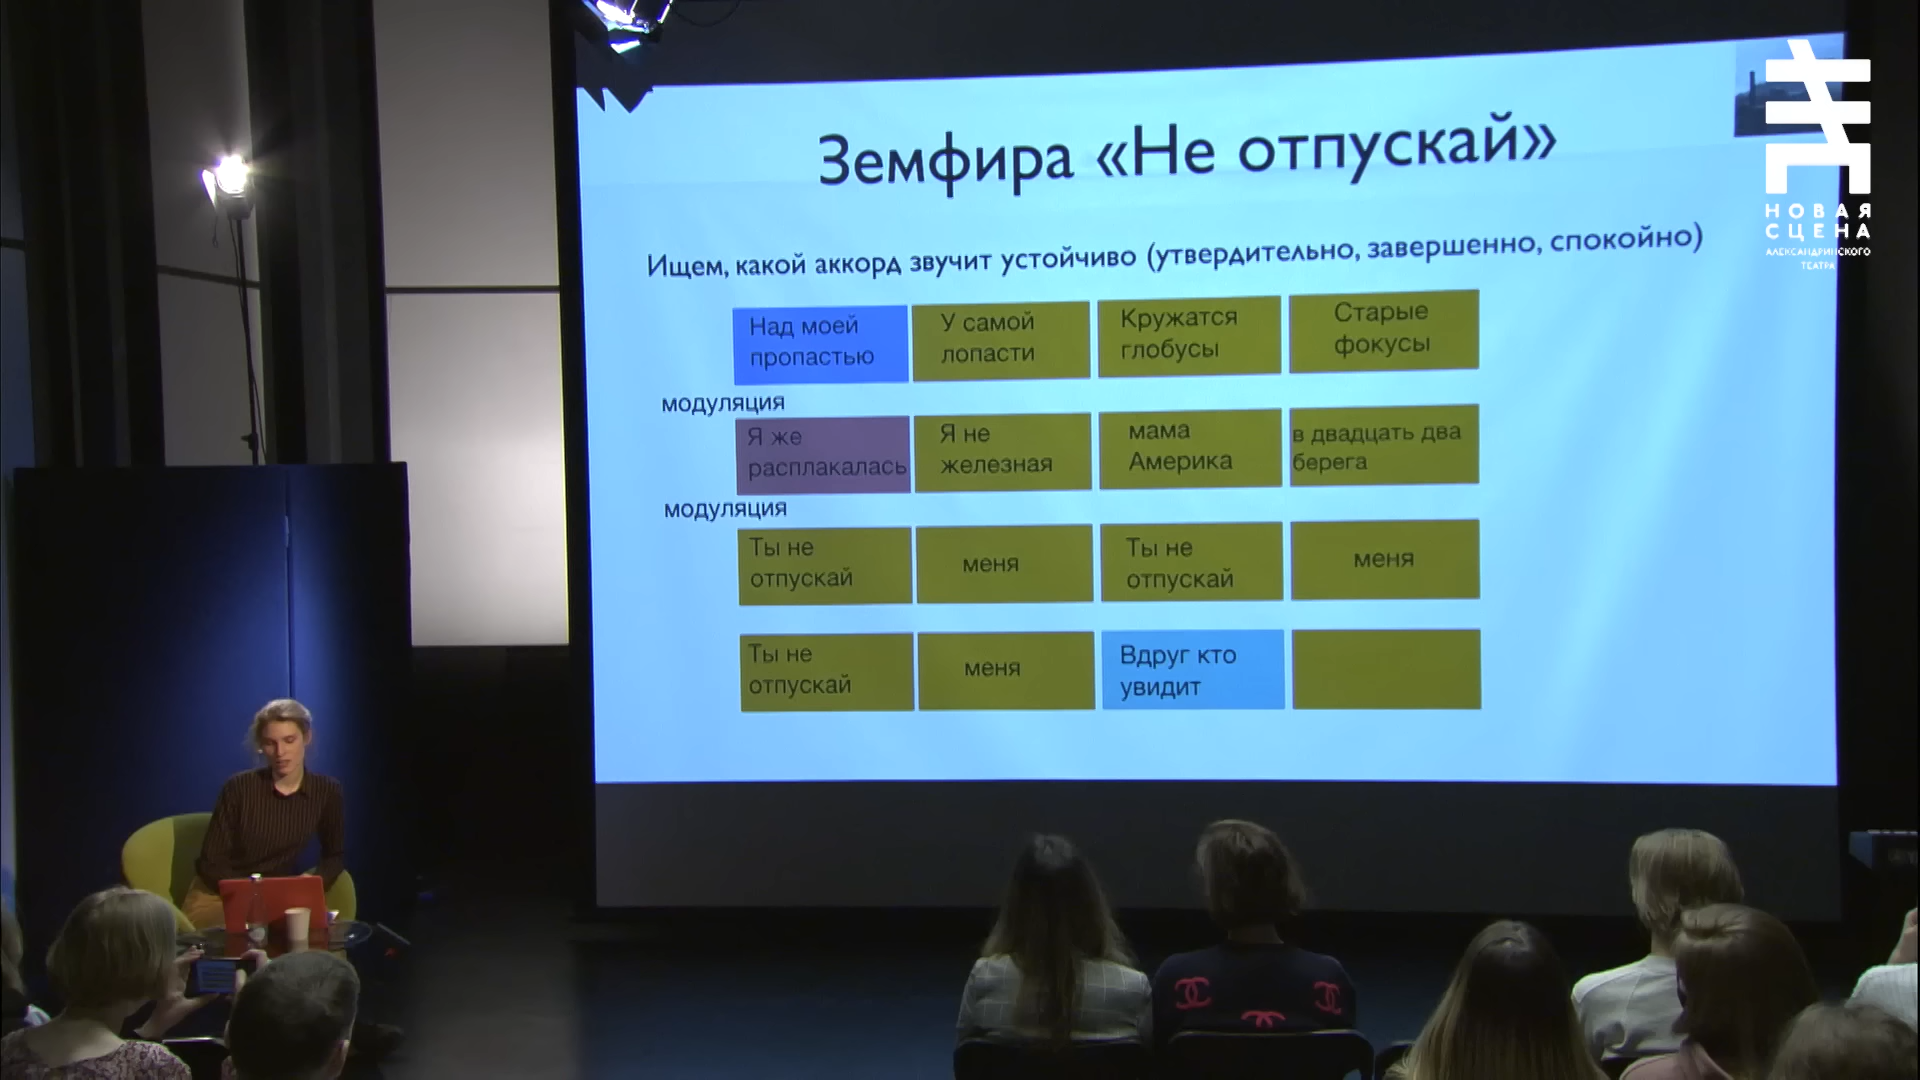 Земфира «Не отпускай»
Ищем, какой аккорд звучит устойчиво (утвердительно, завершенно, спокойно)
Над моей
пропастью
У самой
лопасти
Кружатся
глобусы
Старые
фокусы
модуляция
Я же
расплакалась
Я не
железная
мама
Америка
в двадцать два
берега
модуляция
Ты не
отпускай
меня
Ты не
отпускай
меня
Ты не
отпускай
меня
Вдруг кто
увидит
НОВАЯ
СЦЕНА
АЛЕКСАНДРИНСКОГО
ТЕАТРА